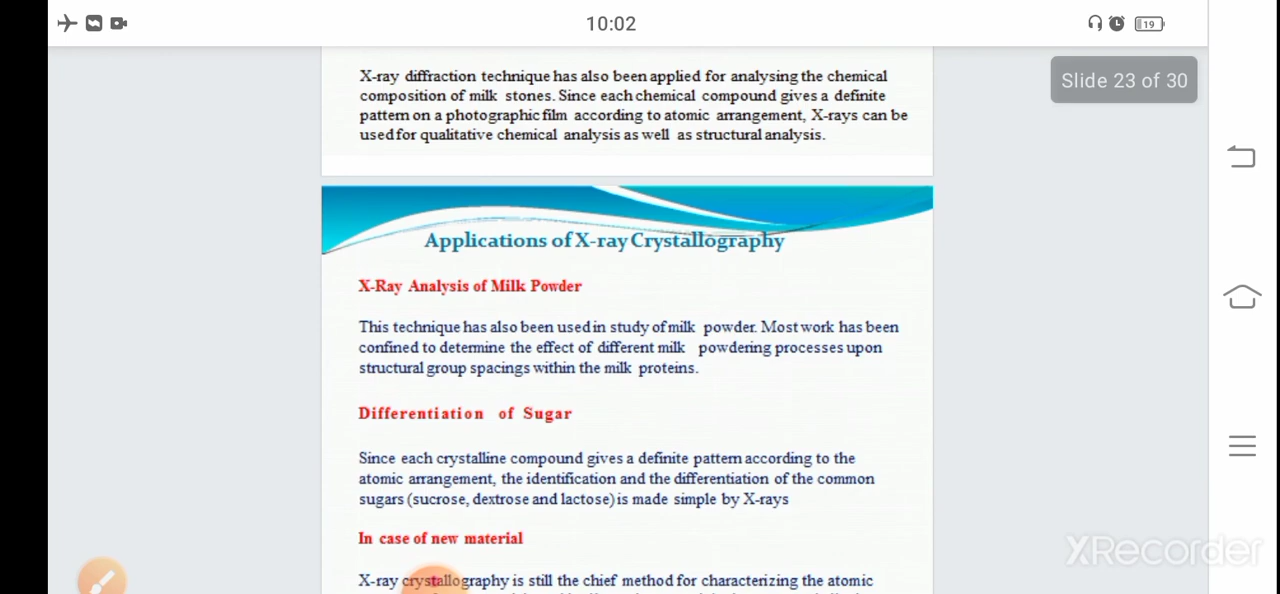 10:02
19
Slide 23 of 30
X-ray diffraction technique has also been applied for analysing the chemical
composition of milk stones. Since each chemical compound gives a definite
pattern on a photographic film according to atomic arrangement, X-rays can be
used for qualitative chemical analysis as well as structural analysis.
Applications of X-ray Crystallography
X-Ray Analysis of Milk Powder
This technique has also been used in study of milk powder. Most work has been
confined to determine the effect of different milk powdering processes upon
structural group spacings within the milk proteins.
Differentiation of Sugar
Since each crystalline compound gives a definite pattern according to the
atomic arrangement, the identification and the differentiation of the common
sugars (sucrose, dextrose and lactose) is made simple by X-rays
In case of new material
X-ray crystallography is still the chief method for characterizing the atomic
XRecorder